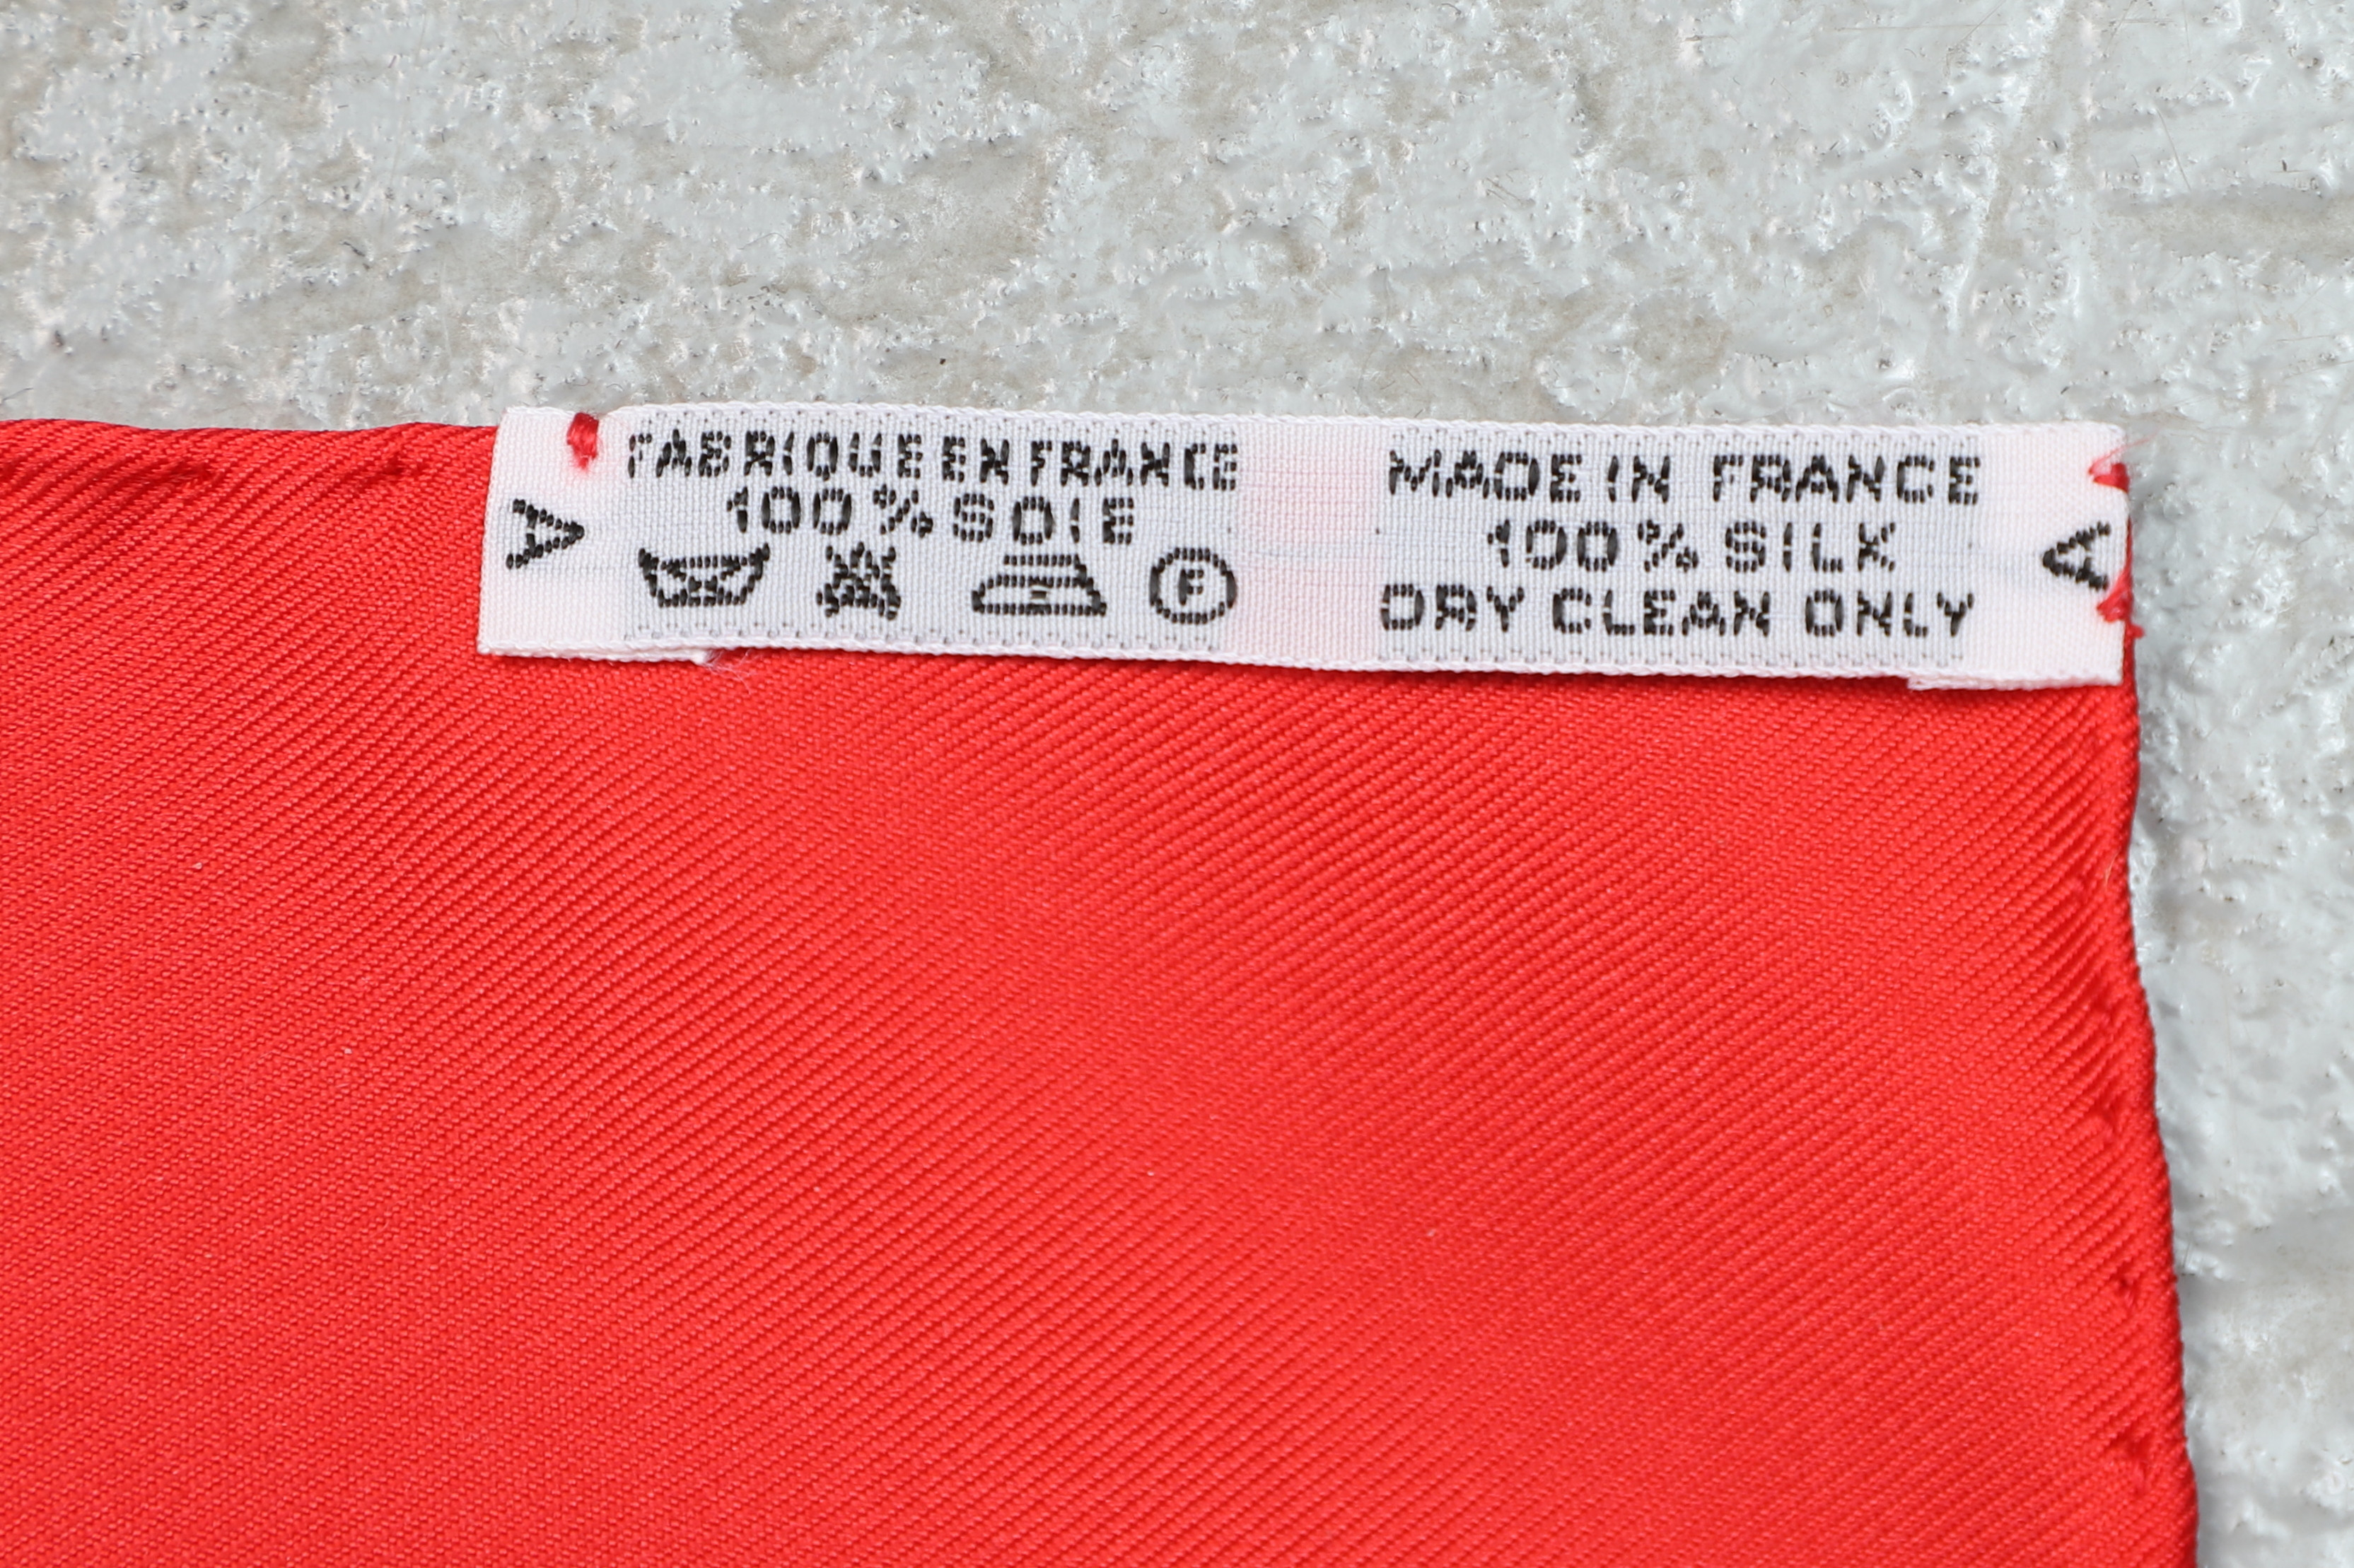 A
FABRIQUE EN FRANCE
100% SOIE
F
MADE IN FRANCE
100% SILK
DRY CLEAN ONLY
A